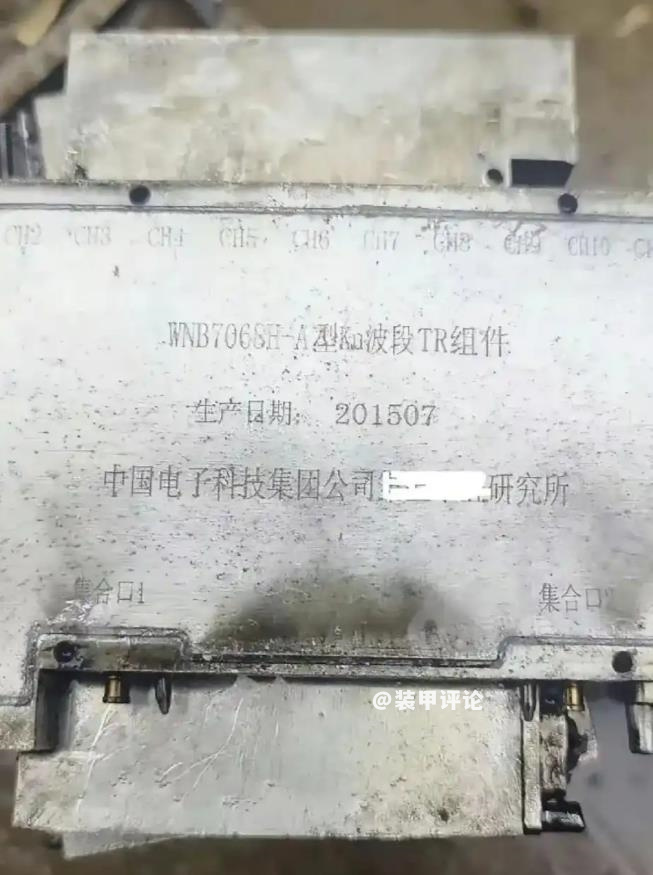 CH2 CH3 CH4 CH5 CH6 CH7 CH8 CH9 CH10
WNB7068H-A型Ku波段TR组件
生产日期: 201507
中国电子科技集团公司 研究所
集合口1 集合口
@装甲评论